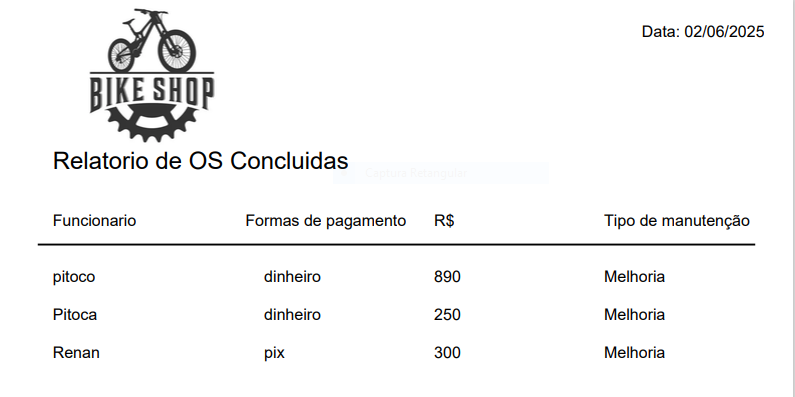 Data: 02/06/2025
BIKE SHOP
Relatorio de OS Concluidas
Captura Retangular
Funcionario Formas de pagamento R$ Tipo de manutenção
pitoco dinheiro 890 Melhoria
Pitoca dinheiro 250 Melhoria
Renan pix 300 Melhoria